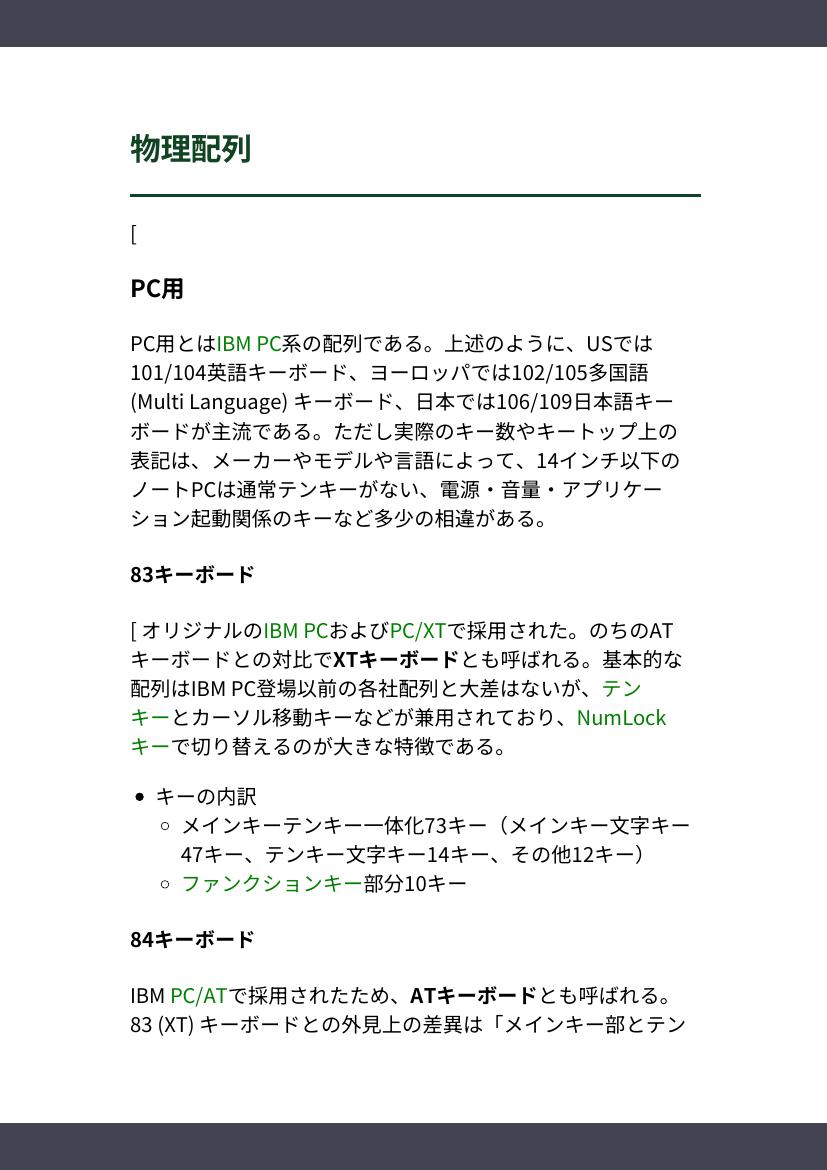 物理配列
[
PC用
PC用とはIBM PC系の配列である。上述のように、USでは
101/104英語キーボード、ヨーロッパでは102/105多国語
(Multi Language) キーボード、日本では106/109日本語キー
ボードが主流である。ただし実際のキー数やキートップ上の
表記は、メーカーやモデルや言語によって、14インチ以下の
ノートPCは通常テンキーがない、電源・音量・アプリケー
ション起動関係のキーなど多少の相違がある。
83キーボード
[ オリジナルのIBM PCおよびPC/XTで採用された。のちのAT
キーボードとの対比でXTキーボードとも呼ばれる。基本的な
配列はIBM PC登場以前の各社配列と大差はないが、テン
キーとカーソル移動キーなどが兼用されており、NumLock
キーで切り替えるのが大きな特徴である。
• キーの内訳
○ メインキーテンキー一体化73キー（メインキー文字キー
47キー、テンキー文字キー14キー、その他12キー）
○ ファンクションキー部分10キー
84キーボード
IBM PC/ATで採用されたため、ATキーボードとも呼ばれる。
83 (XT) キーボードとの外見上の差異は「メインキー部とテン